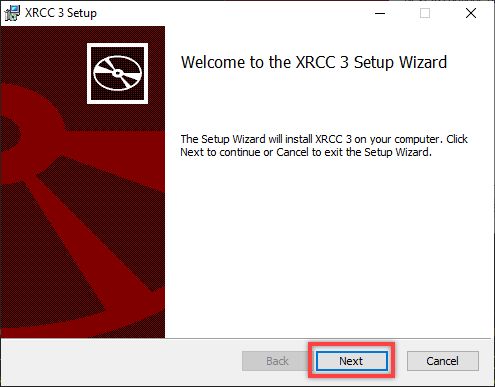 XRCC 3 Setup
Welcome to the XRCC 3 Setup Wizard
The Setup Wizard will install XRCC 3 on your computer. Click
Next to continue or Cancel to exit the Setup Wizard.
Back Next Cancel